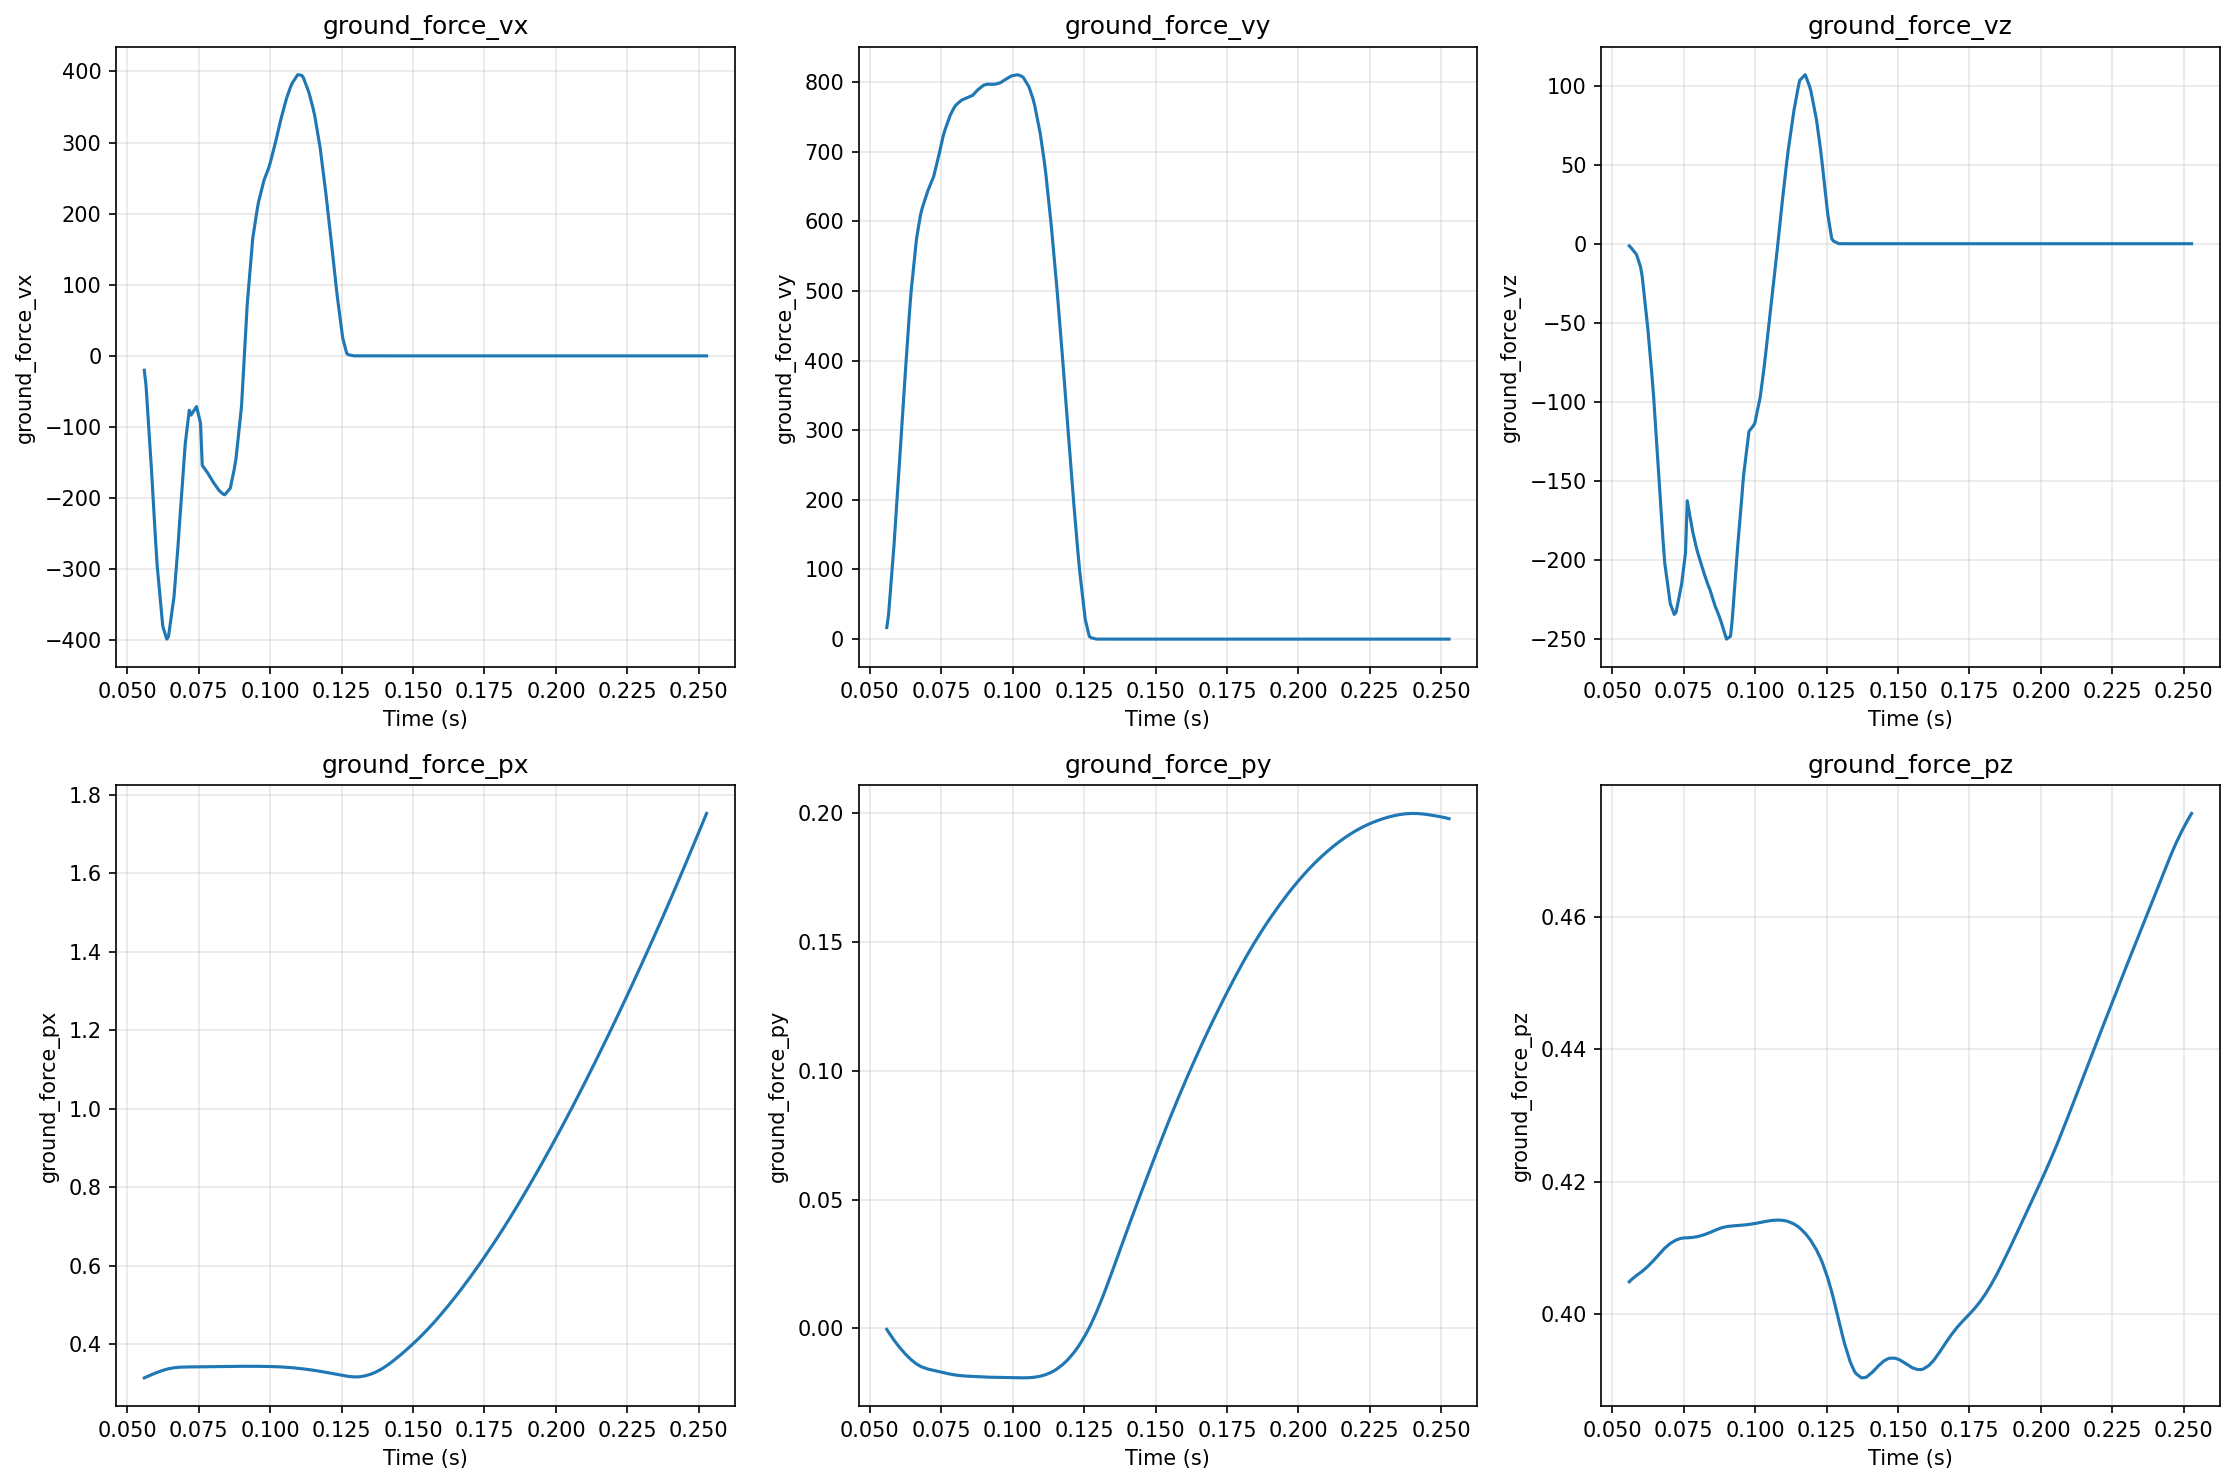 ground_force_vx
400
300
200
100
0
−100
−200
−300
−400
ground_force_vx
0.050 0.075 0.100 0.125 0.150 0.175 0.200 0.225 0.250
Time (s)
ground_force_vy
800
700
600
500
400
300
200
100
0
ground_force_vy
0.050 0.075 0.100 0.125 0.150 0.175 0.200 0.225 0.250
Time (s)
ground_force_vz
100
50
0
−50
−100
−150
−200
−250
ground_force_vz
0.050 0.075 0.100 0.125 0.150 0.175 0.200 0.225 0.250
Time (s)
ground_force_px
1.8
1.6
1.4
1.2
1.0
0.8
0.6
0.4
ground_force_px
0.050 0.075 0.100 0.125 0.150 0.175 0.200 0.225 0.250
Time (s)
ground_force_py
0.20
0.15
0.10
0.05
0.00
ground_force_py
0.050 0.075 0.100 0.125 0.150 0.175 0.200 0.225 0.250
Time (s)
ground_force_pz
0.46
0.44
0.42
0.40
ground_force_pz
0.050 0.075 0.100 0.125 0.150 0.175 0.200 0.225 0.250
Time (s)